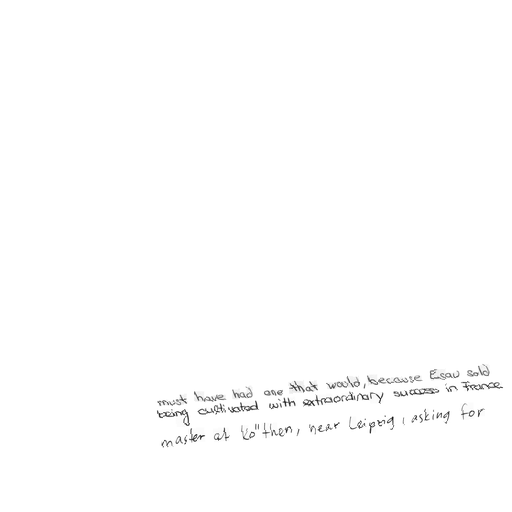 must have had one that would, because Esau sold
being cultivated with extraordinary success in France
master at Ko"then, near Leipzig, asking for